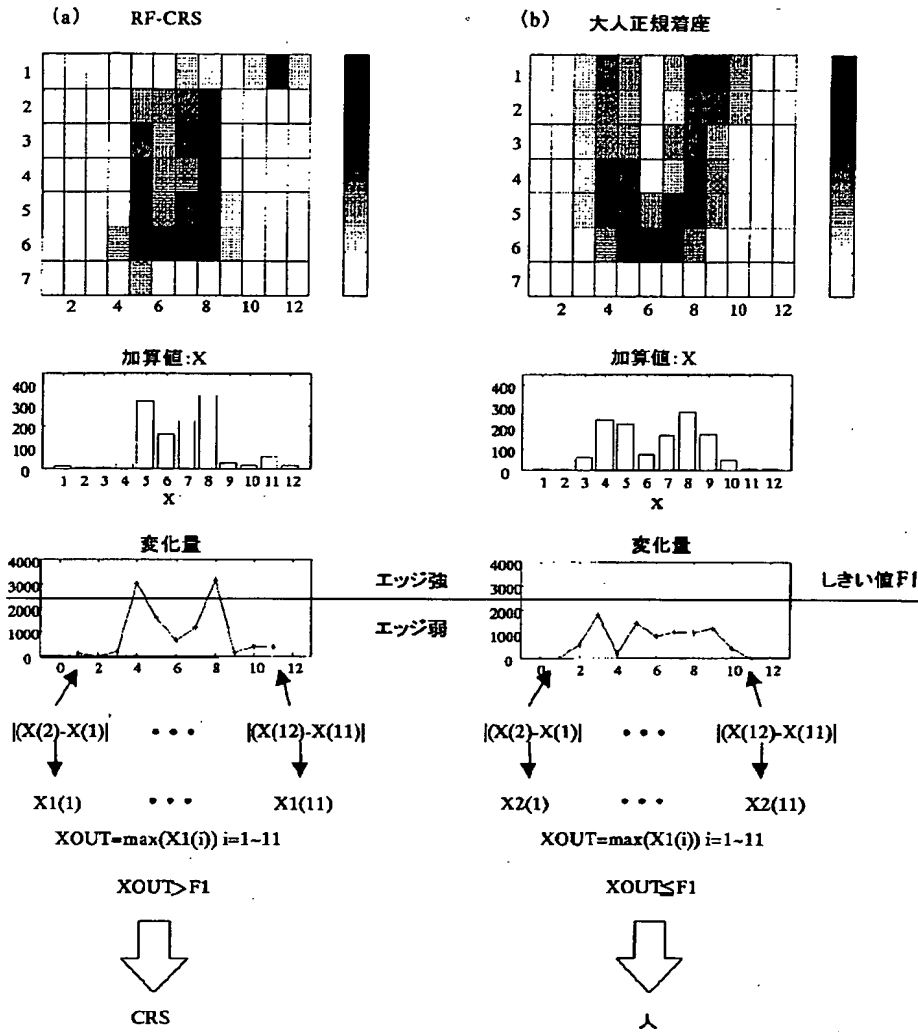 (a) RF-CRS
1
2
3
4
5
6
7
2 4 6 8 10 12
加算値:X
400
300
200
100
0
1 2 3 4 5 6 7 8 9 10 11 12
X
変化量
4000
3000
2000
1000
0
0 2 4 6 8 10 12
|(X(2)-X(1)| ・・・ |(X(12)-X(11)|
X1(1) ・・・ X1(11)
XOUT=max(X1(i)) i=1~11
XOUT>F1
CRS
エッジ強
エッジ弱
(b) 大人正規着座
1
2
3
4
5
6
7
2 4 6 8 10 12
加算値:X
400
300
200
100
0
1 2 3 4 5 6 7 8 9 10 11 12
X
変化量
4000
3000
2000
1000
0
0 2 4 6 8 10 12
しきい値F1
|(X(2)-X(1)| ・・・ |(X(12)-X(11)|
X2(1) ・・・ X2(11)
XOUT=max(X1(i)) i=1~11
XOUT≦F1
人